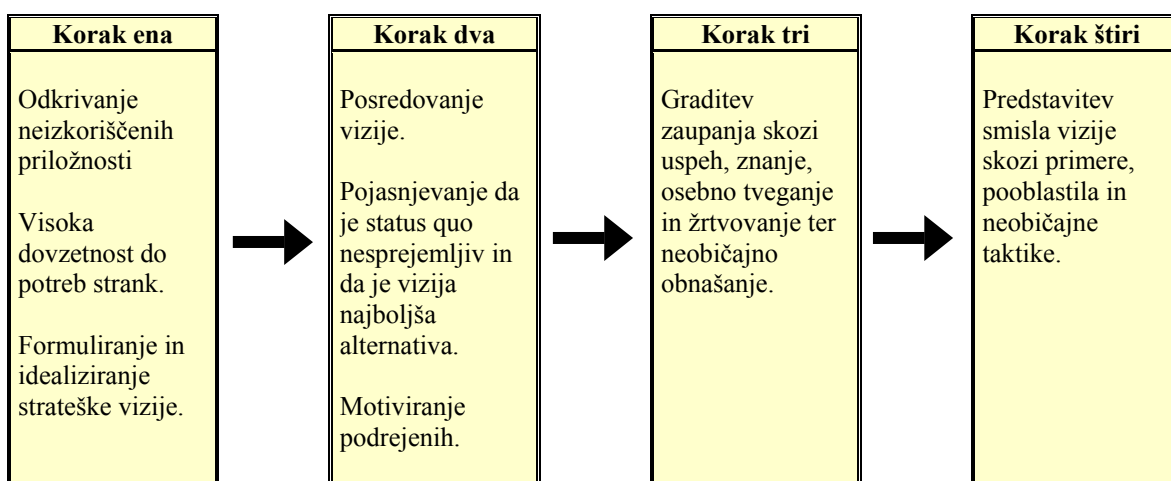 Korak ena
Odkrivanje
neizkoriščenih
priložnosti
Visoka
dovzetnost do
potreb strank.
Formuliranje in
idealiziranje
strateške vizije.
Korak dva
Posredovanje
vizije.
Pojasnjevanje da
je status quo
nesprejemljiv in
da je vizija
najboljša
alternativa.
Motiviranje
podrejenih.
Korak tri
Graditev
zaupanja skozi
uspeh, znanje,
osebno tveganje
in žrtvovanje ter
neobičajno
obnašanje.
Korak štiri
Predstavitev
smisla vizije
skozi primere,
pooblastila in
neobičajne
taktike.